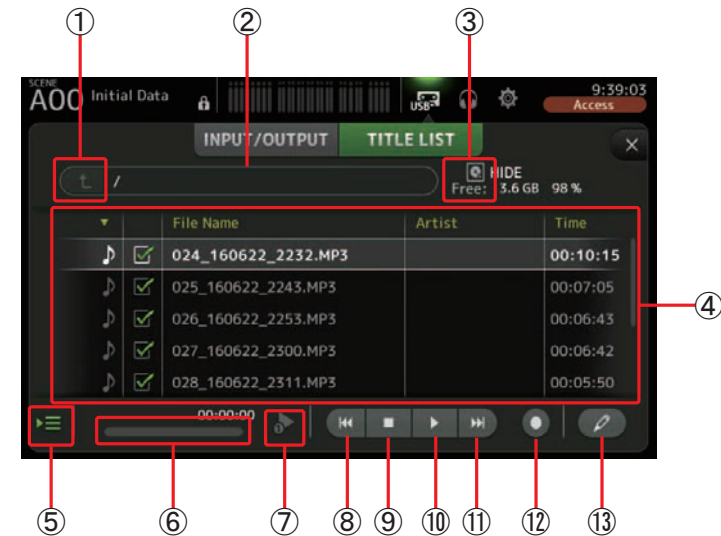 ① ② ③
SCENE
A00 Initial Data USB 9:39:03
Access
INPUT/OUTPUT TITLE LIST
/ HIDE
Free: 3.6 GB 98 %
File Name Artist Time
024_160622_2232.MP3 00:10:15
025_160622_2243.MP3 00:07:05
026_160622_2253.MP3 00:06:43
027_160622_2300.MP3 00:06:42
028_160622_2311.MP3 00:05:50
④
00:00:00
⑤ ⑥ ⑦ ⑧ ⑨ ⑩ ⑪ ⑫ ⑬